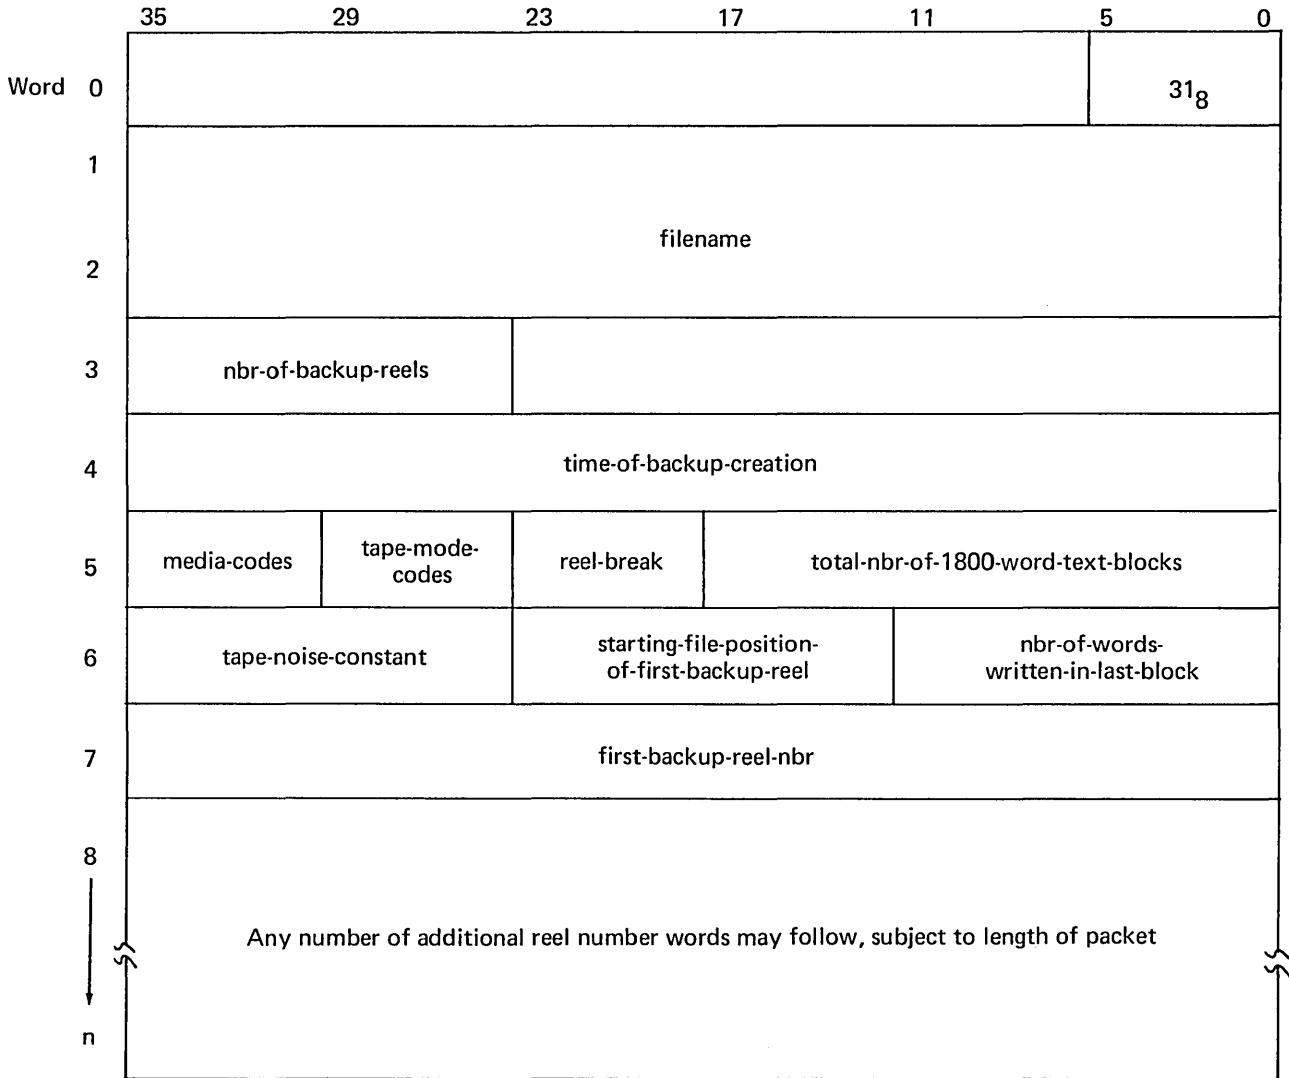 35 29 23 17 11 5 0
Word 0 31₈
1
filename
2
3 nbr-of-backup-reels
4 time-of-backup-creation
5 media-codes tape-mode-
codes reel-break total-nbr-of-1800-word-text-blocks
6 tape-noise-constant starting-file-position-
of-first-backup-reel nbr-of-words-
written-in-last-block
7 first-backup-reel-nbr
8
Any number of additional reel number words may follow, subject to length of packet
n